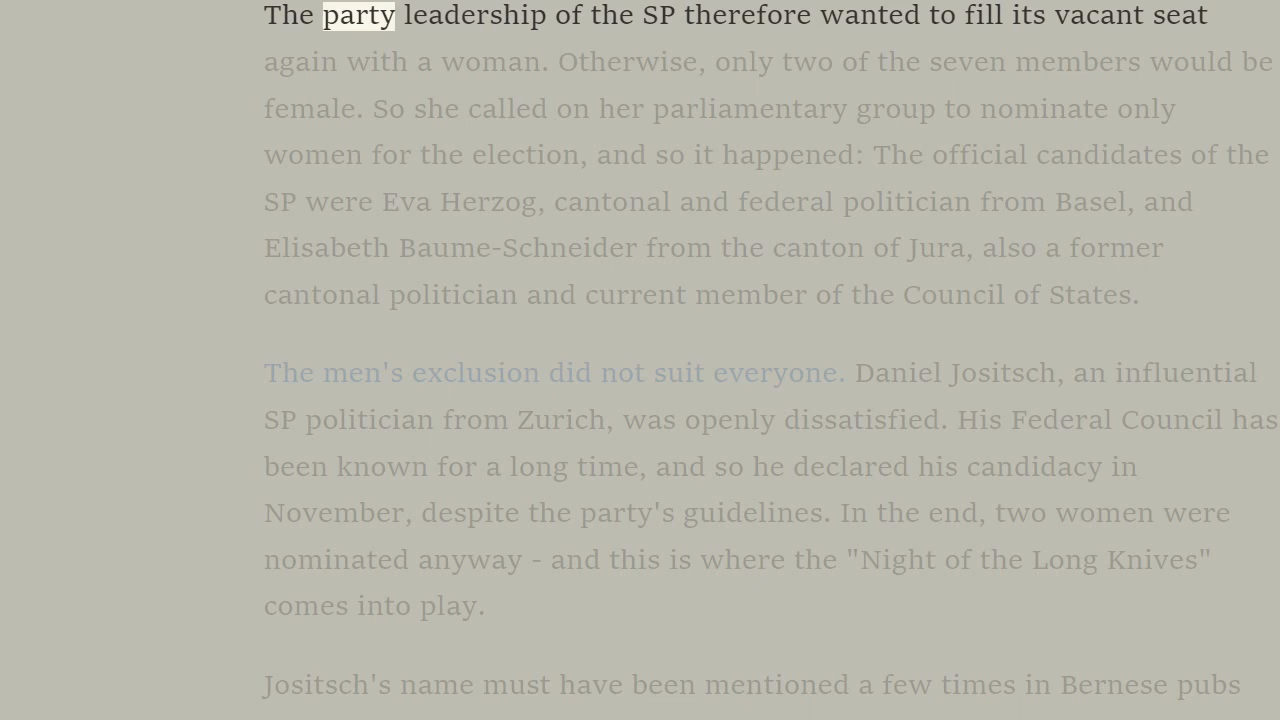 The party leadership of the SP therefore wanted to fill its vacant seat
again with a woman. Otherwise, only two of the seven members would be
female. So she called on her parliamentary group to nominate only
women for the election, and so it happened: The official candidates of the
SP were Eva Herzog, cantonal and federal politician from Basel, and
Elisabeth Baume-Schneider from the canton of Jura, also a former
cantonal politician and current member of the Council of States.
The men's exclusion did not suit everyone. Daniel Jositsch, an influential
SP politician from Zurich, was openly dissatisfied. His Federal Council has
been known for a long time, and so he declared his candidacy in
November, despite the party's guidelines. In the end, two women were
nominated anyway - and this is where the "Night of the Long Knives"
comes into play.
Jositsch's name must have been mentioned a few times in Bernese pubs